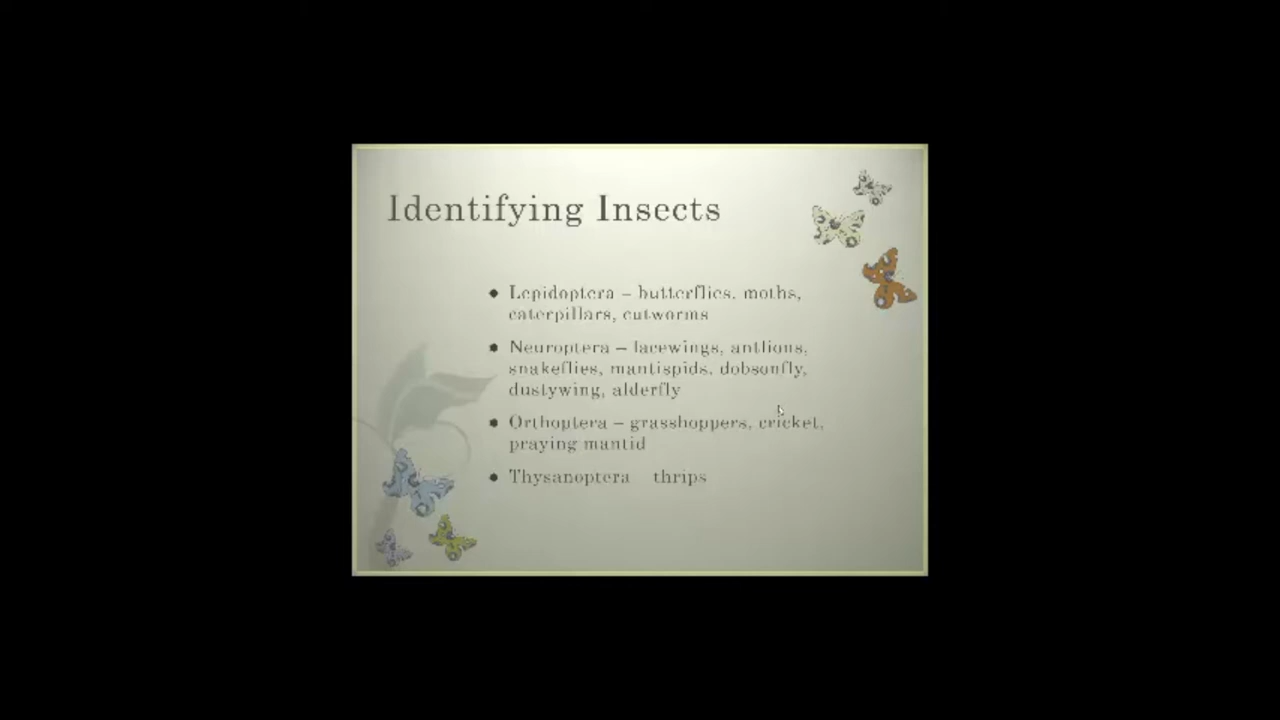 Identifying Insects
• Lepidoptera – butterflies, moths,
caterpillars, cutworms
• Neuroptera – lacewings, antlions,
snakeflies, mantispids, dobsonfly,
dustywing, alderfly
• Orthoptera – grasshoppers, cricket,
praying mantid
• Thysanoptera – thrips